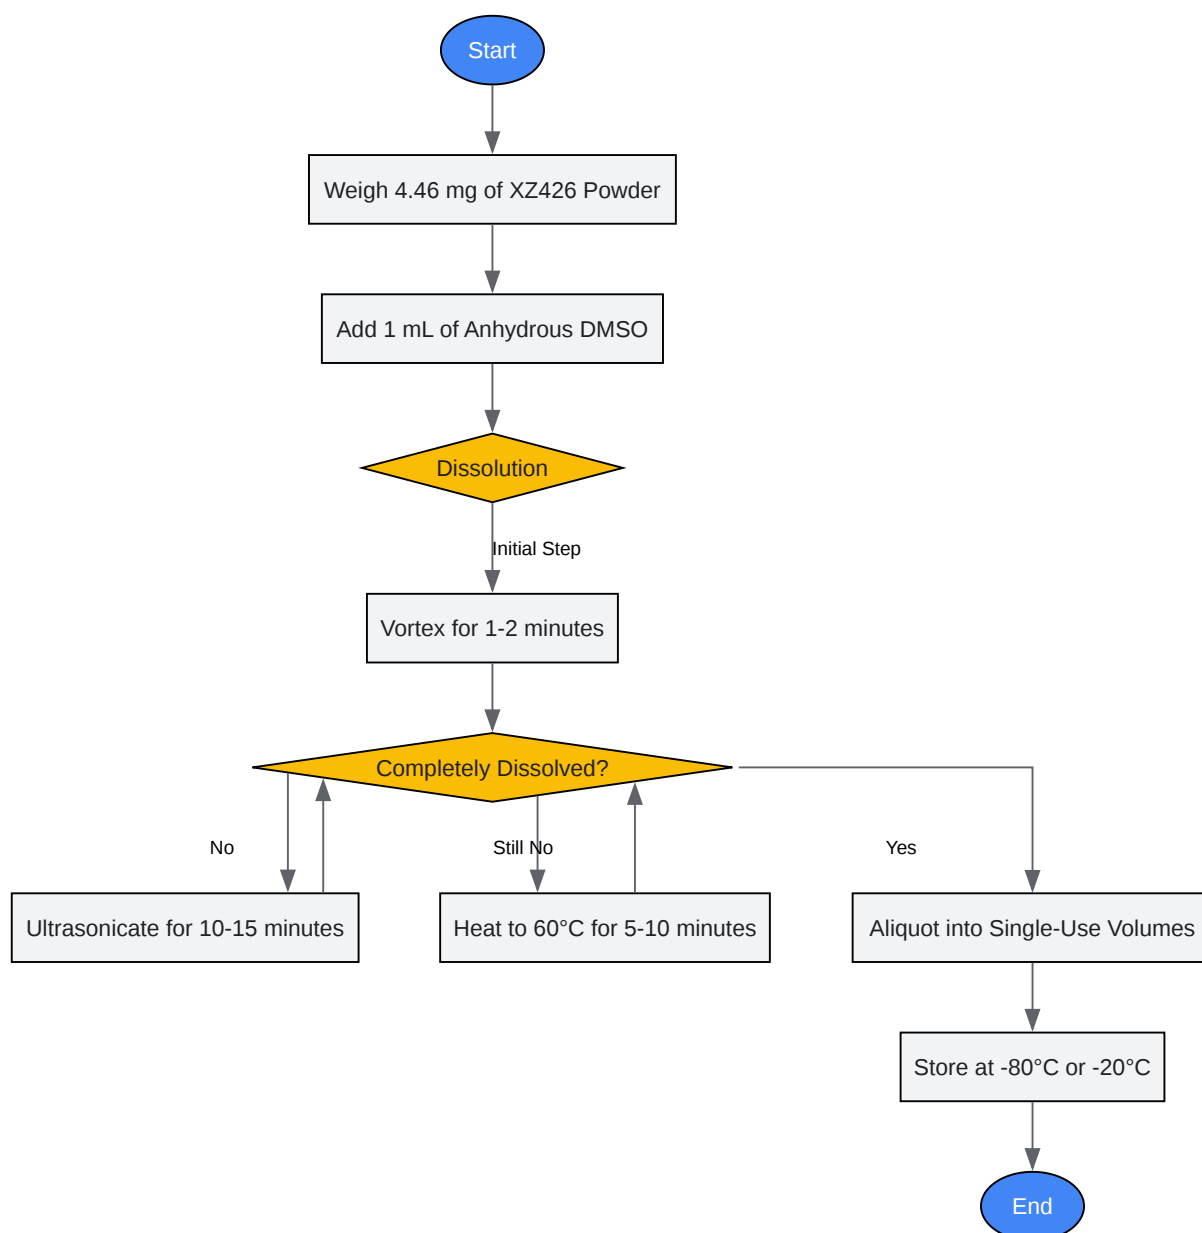 Start
Weigh 4.46 mg of XZ426 Powder
Add 1 mL of Anhydrous DMSO
Dissolution
Initial Step
Vortex for 1-2 minutes
Completely Dissolved?
No
Still No
Yes
Ultrasonicate for 10-15 minutes
Heat to 60°C for 5-10 minutes
Aliquot into Single-Use Volumes
Store at -80°C or -20°C
End